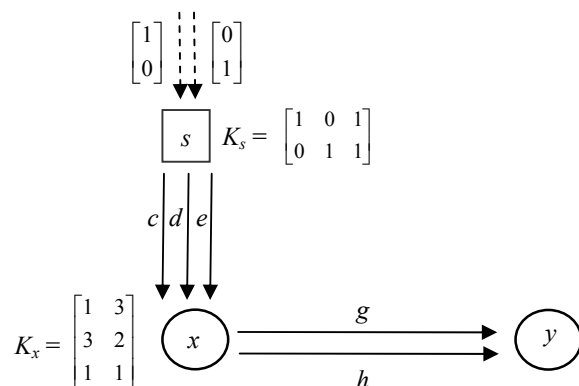 [1 0] [0 1]
s
K_s = [1 0 1
0 1 1]
c d e
K_x = [1 3
3 2
1 1]
x
g
h
y